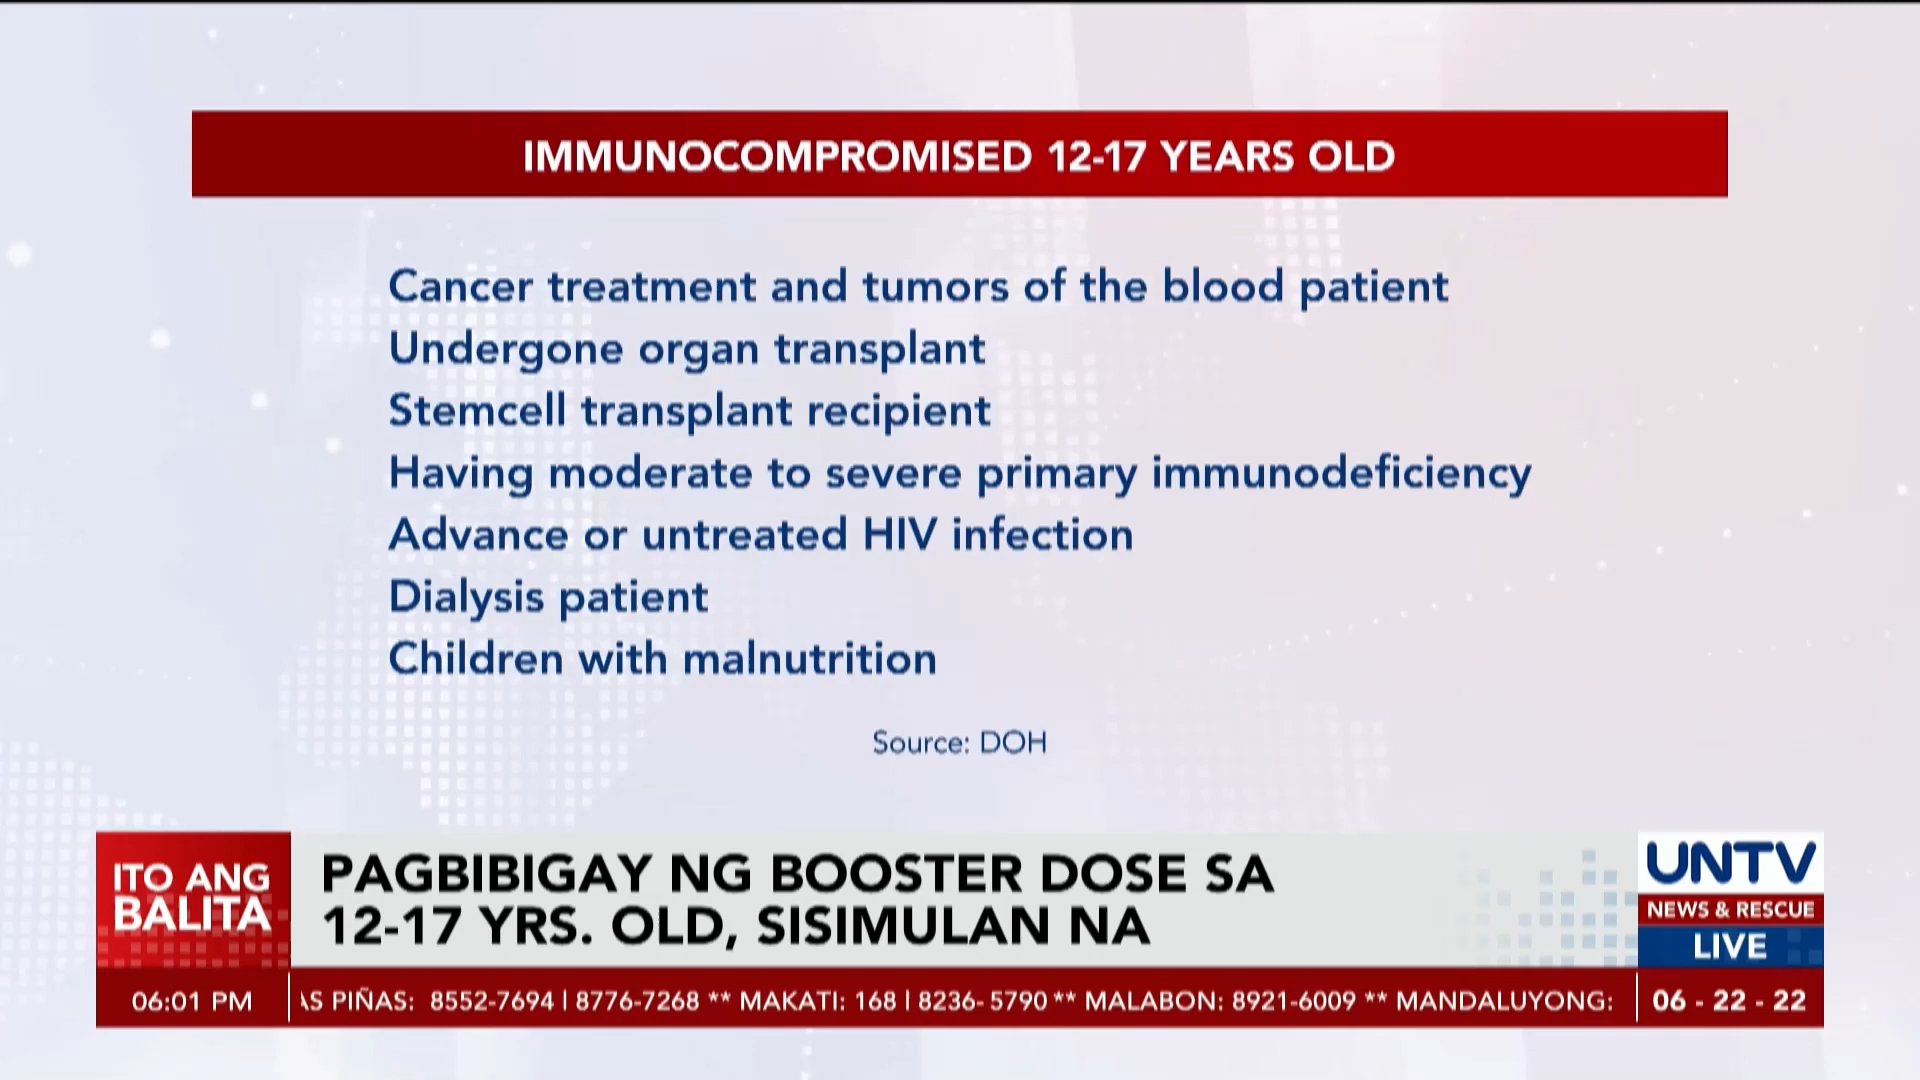 IMMUNOCOMPROMISED 12-17 YEARS OLD
Cancer treatment and tumors of the blood patient
Undergone organ transplant
Stemcell transplant recipient
Having moderate to severe primary immunodeficiency
Advance or untreated HIV infection
Dialysis patient
Children with malnutrition
Source: DOH
ITO ANG
BALITA
PAGBIBIGAY NG BOOSTER DOSE SA
12-17 YRS. OLD, SISIMULAN NA
UNTV
NEWS & RESCUE
LIVE
06:01 PM
AS PIÑAS: 8552-7694 | 8776-7268 ** MAKATI: 168 | 8236- 5790 ** MALABON: 8921-6009 ** MANDALUYONG:
06 - 22 - 22